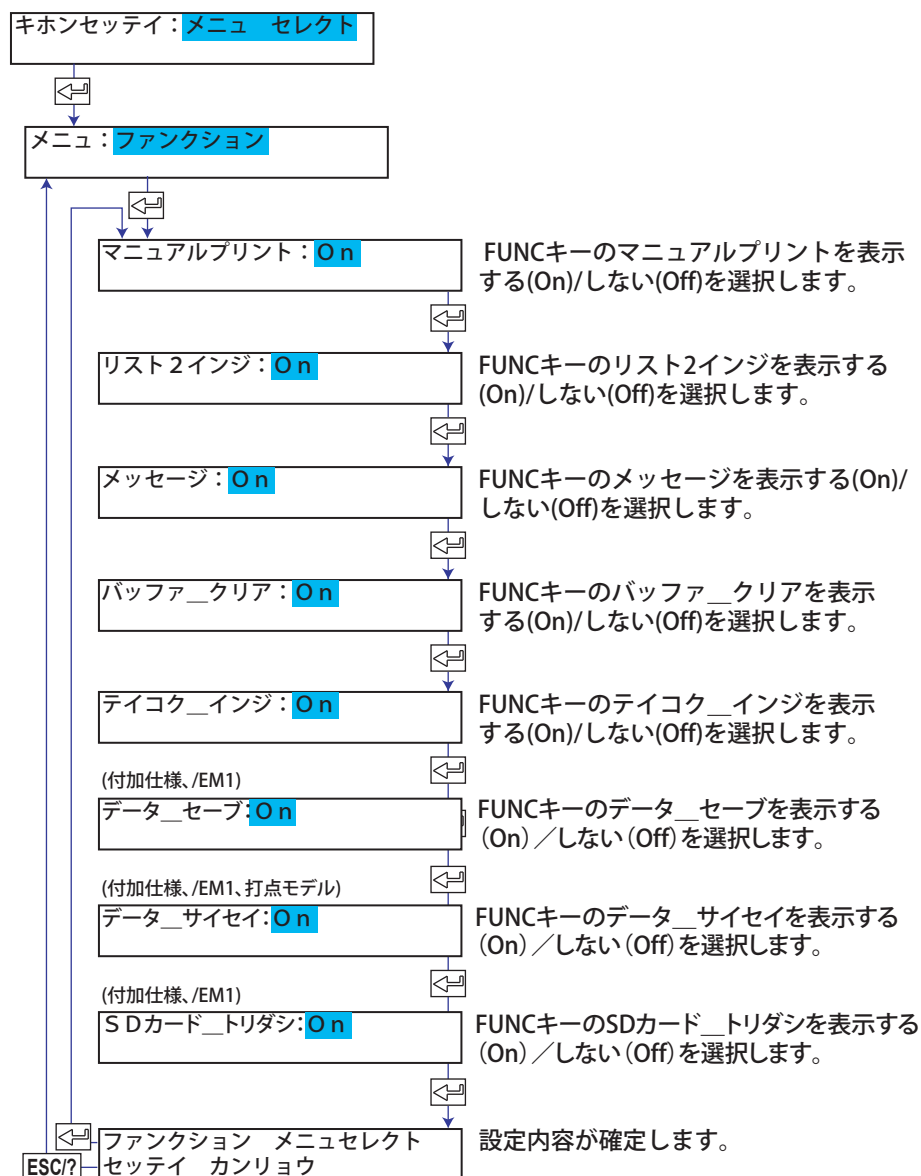 キホンセッテイ：メニュー　セレクト
メニュー：ファンクション
マニュアルプリント：On
FUNCキーのマニュアルプリントを表示
する(On)/しない(Off)を選択します。
リスト２インジ：On
FUNCキーのリスト2インジを表示する
(On)/しない(Off)を選択します。
メッセージ：On
FUNCキーのメッセージを表示する(On)/
しない(Off)を選択します。
バッファ＿クリア：On
FUNCキーのバッファ＿クリアを表示
する(On)/しない(Off)を選択します。
テイコク＿インジ：On
FUNCキーのテイコク＿インジを表示
する(On)/しない(Off)を選択します。
(付加仕様、/EM1)
データ＿セーブ：On
FUNCキーのデータ＿セーブを表示する
（On）／しない（Off）を選択します。
(付加仕様、/EM1、打点モデル)
データ＿サイセイ：On
FUNCキーのデータ＿サイセイを表示する
（On）／しない（Off）を選択します。
(付加仕様、/EM1)
ＳＤカード＿トリダシ：On
FUNCキーのSDカード＿トリダシを表示する
（On）／しない（Off）を選択します。
ファンクション　メニューセレクト
設定内容が確定します。
ESC/?
セッテイ　カンリョウ